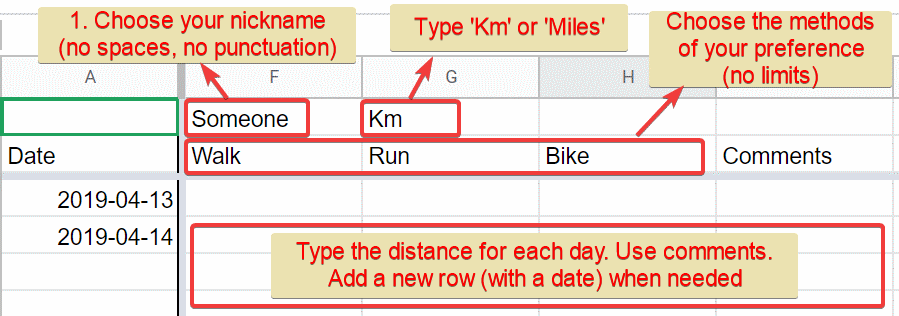 1. Choose your nickname
(no spaces, no punctuation)
Type 'Km' or 'Miles'
Choose the methods
of your preference
(no limits)
A F G H
Someone Km
Date Walk Run Bike Comments
2019-04-13
2019-04-14
Type the distance for each day. Use comments.
Add a new row (with a date) when needed